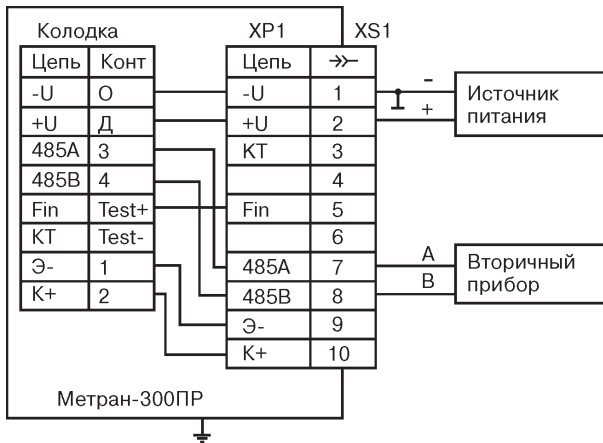 Колодка XP1 XS1
Цепь Конт Цепь
-U О -U 1 -
+U Д +U 2 +
Источник
питания
485А 3 КТ 3
485В 4 4
Fin Test+ Fin 5
КТ Test- 6
Э- 1 485А 7 А
К+ 2 485В 8 В
Вторичный
прибор
Э- 9
К+ 10
Метран-300ПР